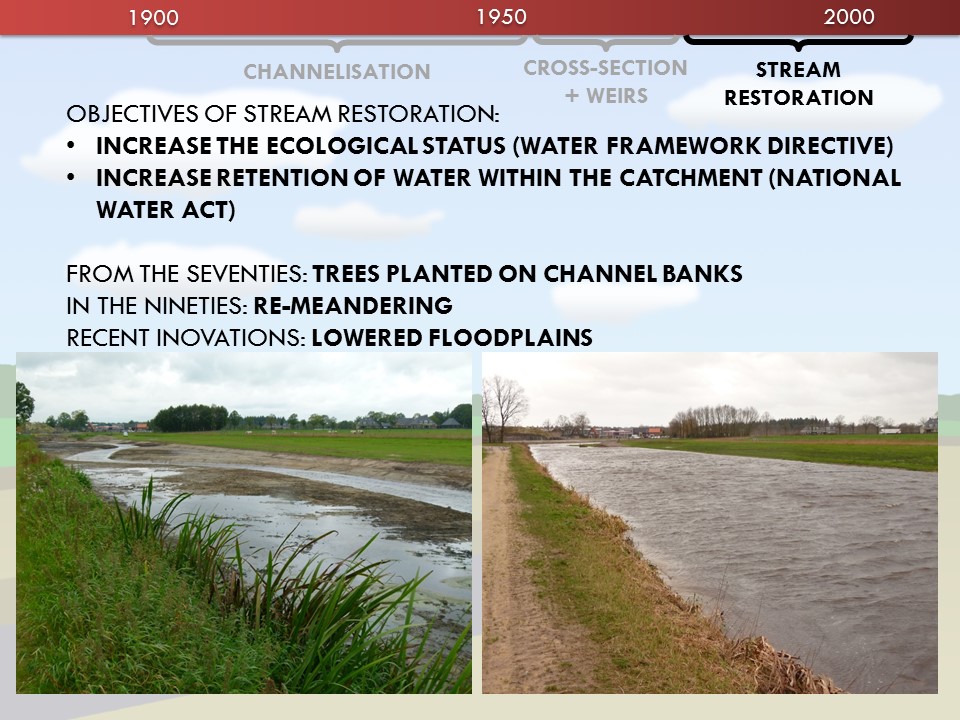 1900 1950 2000
CHANNELISATION
CROSS-SECTION
+ WEIRS
STREAM
RESTORATION
OBJECTIVES OF STREAM RESTORATION:
• INCREASE THE ECOLOGICAL STATUS (WATER FRAMEWORK DIRECTIVE)
• INCREASE RETENTION OF WATER WITHIN THE CATCHMENT (NATIONAL
WATER ACT)
FROM THE SEVENTIES: TREES PLANTED ON CHANNEL BANKS
IN THE NINETIES: RE-MEANDERING
RECENT INOVATIONS: LOWERED FLOODPLAINS